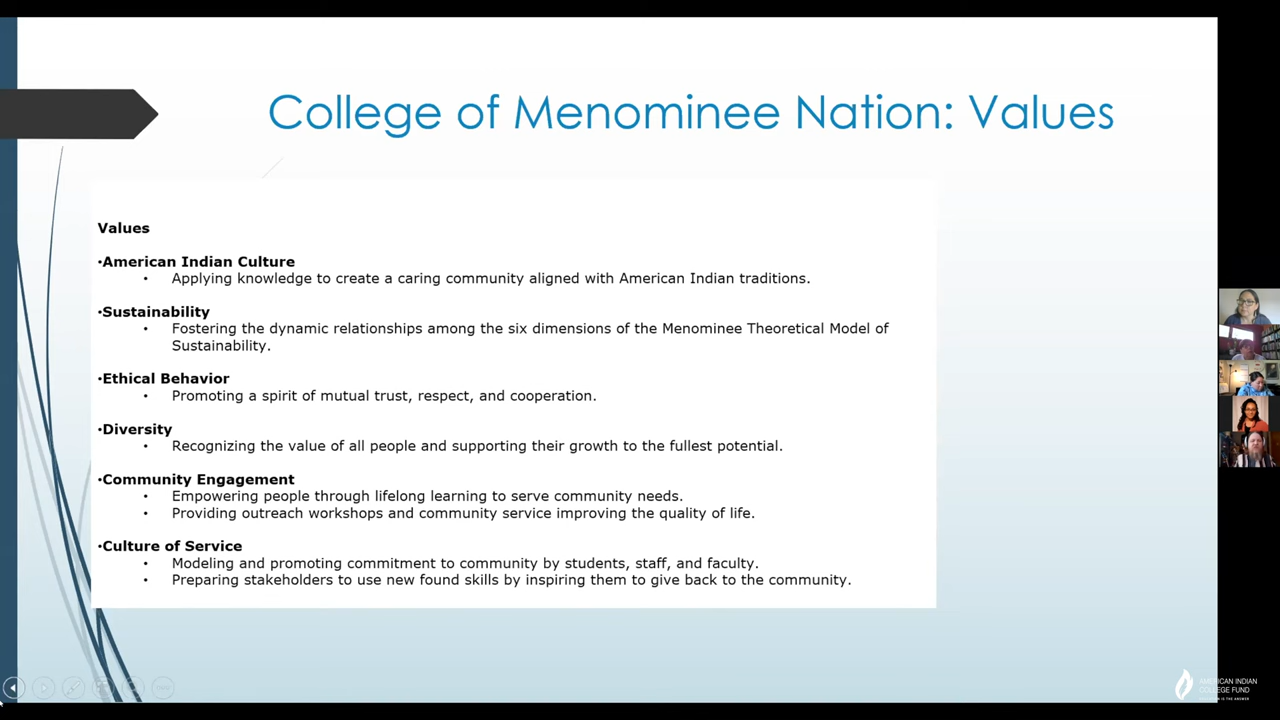 College of Menominee Nation: Values
Values
•American Indian Culture
• Applying knowledge to create a caring community aligned with American Indian traditions.
•Sustainability
• Fostering the dynamic relationships among the six dimensions of the Menominee Theoretical Model of
Sustainability.
•Ethical Behavior
• Promoting a spirit of mutual trust, respect, and cooperation.
•Diversity
• Recognizing the value of all people and supporting their growth to the fullest potential.
•Community Engagement
• Empowering people through lifelong learning to serve community needs.
• Providing outreach workshops and community service improving the quality of life.
•Culture of Service
• Modeling and promoting commitment to community by students, staff, and faculty.
• Preparing stakeholders to use new found skills by inspiring them to give back to the community.
AMERICAN INDIAN
COLLEGE FUND